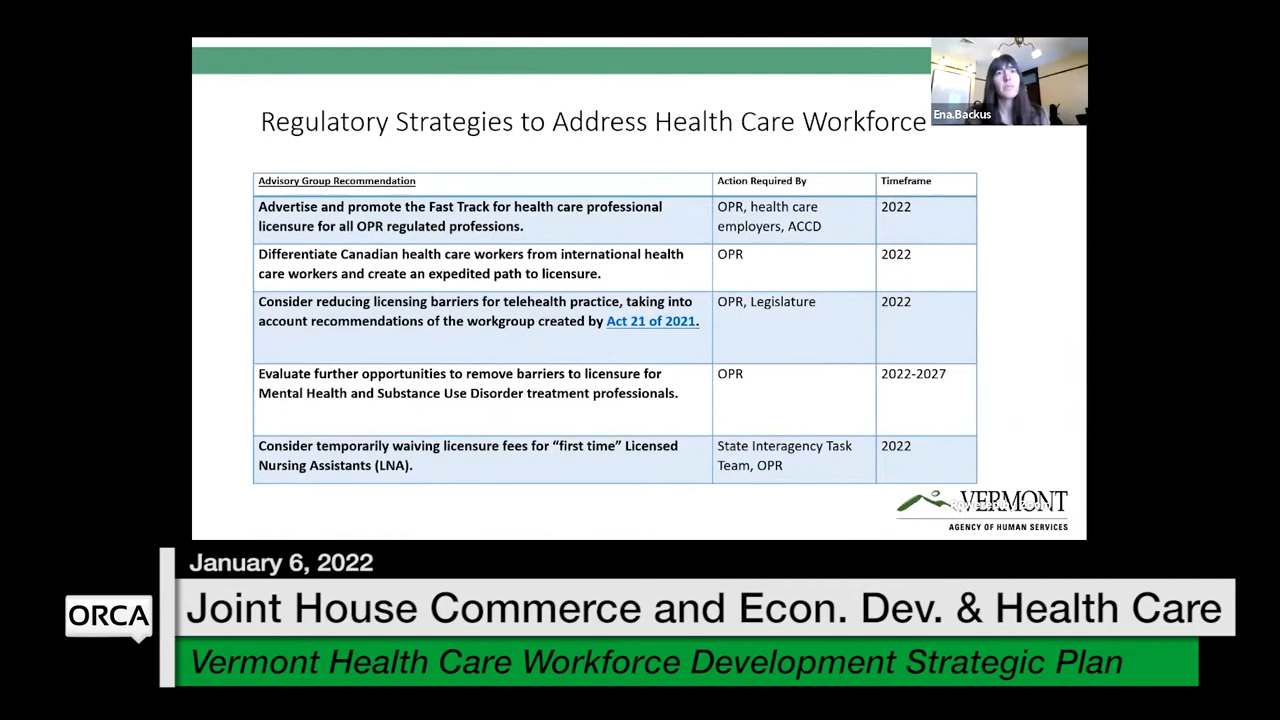 Ena.Backus
Regulatory Strategies to Address Health Care Workforce
Advisory Group Recommendation
Action Required By
Timeframe
Advertise and promote the Fast Track for health care professional
licensure for all OPR regulated professions.
OPR, health care
employers, ACCD
2022
Differentiate Canadian health care workers from international health
care workers and create an expedited path to licensure.
OPR
2022
Consider reducing licensing barriers for telehealth practice, taking into
account recommendations of the workgroup created by Act 21 of 2021.
OPR, Legislature
2022
Evaluate further opportunities to remove barriers to licensure for
Mental Health and Substance Use Disorder treatment professionals.
OPR
2022-2027
Consider temporarily waiving licensure fees for “first time” Licensed
Nursing Assistants (LNA).
State Interagency Task
Team, OPR
2022
VERMONT
AGENCY OF HUMAN SERVICES
January 6, 2022
ORCA
Joint House Commerce and Econ. Dev. & Health Care
Vermont Health Care Workforce Development Strategic Plan